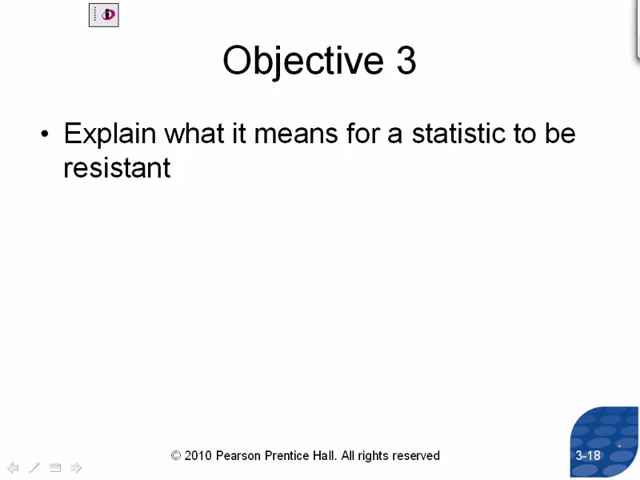 Objective 3
• Explain what it means for a statistic to be
resistant
© 2010 Pearson Prentice Hall. All rights reserved
3-18